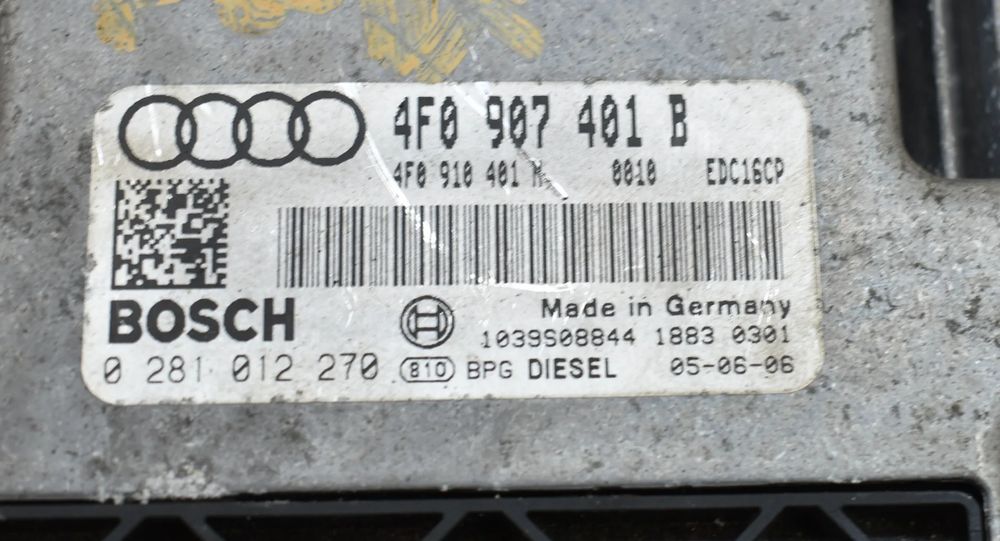 4F0 907 401 B
4F0 910 401 M 0010 EDC16CP
BOSCH
Made in Germany
1039S08844 1883 0301
0 281 012 270 810 BPG DIESEL 05-06-06